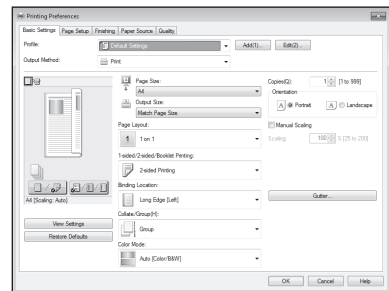 Printing Preferences
Basic Settings Page Setup Finishing Paper Source Quality
Profile: Default Settings Add(1)... Edit(2)...
Output Method: Print
Page Size:
A4
Output Size:
Match Page Size
Copies(Q): 1 [1 to 999]
Orientation
A Portrait A Landscape
Page Layout:
1 1 on 1
Manual Scaling
Scaling: 100 % [25 to 200]
1-sided/2-sided/Booklet Printing:
2-sided Printing
Binding Location:
Long Edge [Left]
Gutter...
A4 [Scaling: Auto]
View Settings
Restore Defaults
Collate/Group[H]:
Group
Color Mode:
Auto [Color/B&W]
OK Cancel Help